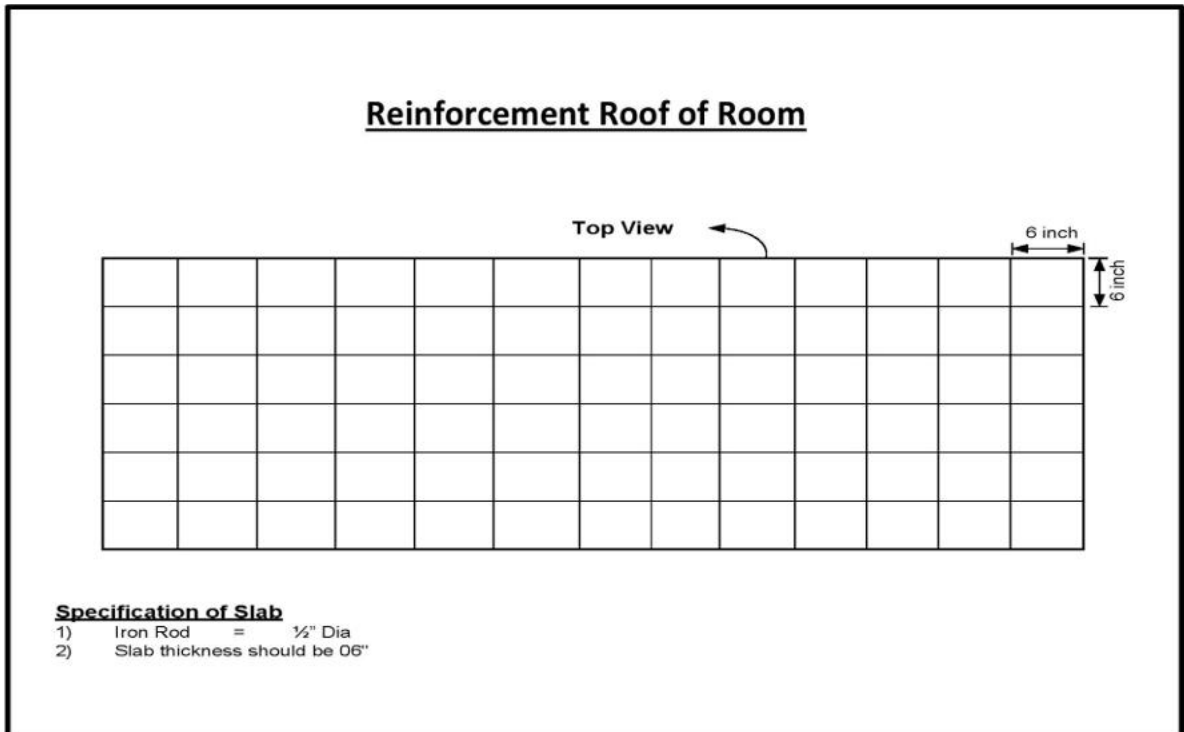 Reinforcement Roof of Room
Top View
6 inch
6 inch
Specification of Slab
1) Iron Rod = ½" Dia
2) Slab thickness should be 06"